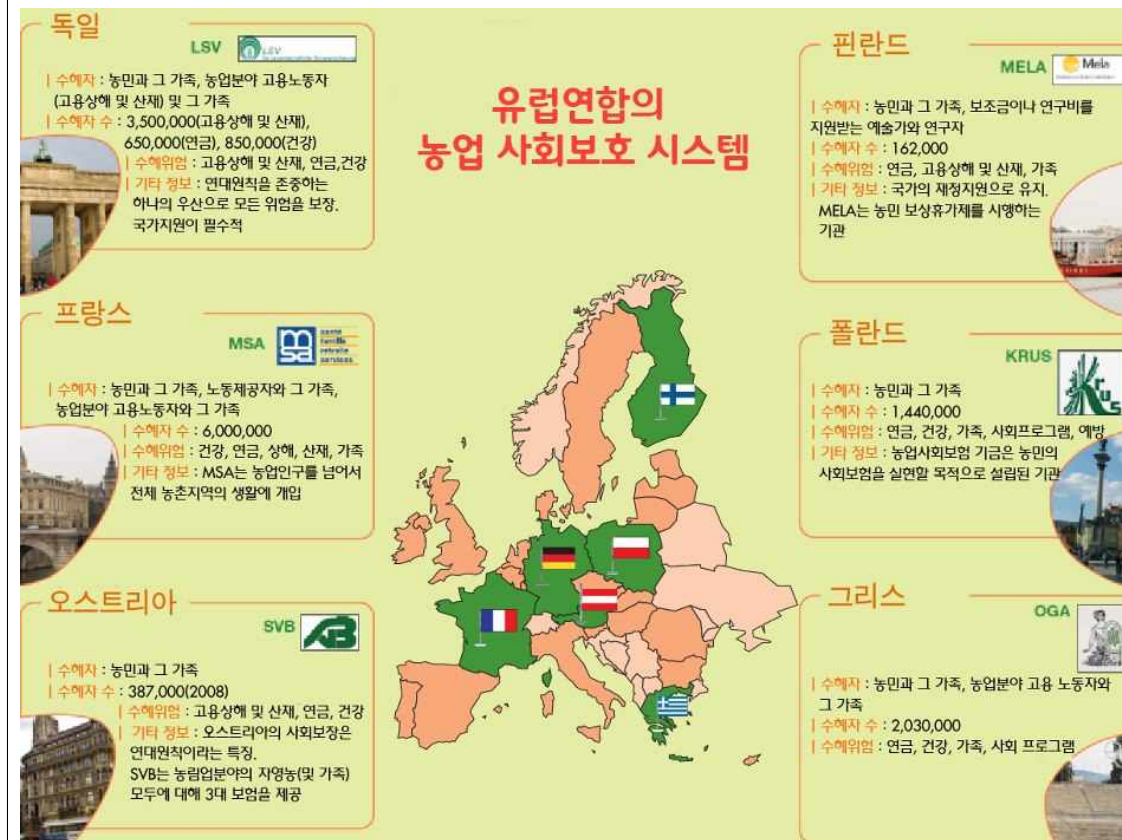 유럽연합의
농업 사회보호 시스템
독일
LSV
LSV
| 수혜자 : 농민과 그 가족, 농업분야 고용노동자
(고용상해 및 산재) 및 그 가족
| 수혜자 수 : 3,500,000(고용상해 및 산재),
650,000(연금), 850,000(건강)
| 수혜위험 : 고용상해 및 산재, 연금,건강
| 기타 정보 : 연대원칙을 존중하는
하나의 우산으로 모든 위험을 보장.
국가지원이 필수적
프랑스
MSA
msa
santé
famille
retraite
services
| 수혜자 : 농민과 그 가족, 노동제공자와 그 가족,
농업분야 고용노동자와 그 가족
| 수혜자 수 : 6,000,000
| 수혜위험 : 건강, 연금, 상해, 산재, 가족
| 기타 정보 : MSA는 농업인구를 넘어서
전체 농촌지역의 생활에 개입
오스트리아
SVB
| 수혜자 : 농민과 그 가족
| 수혜자 수 : 387,000(2008)
| 수혜위험 : 고용상해 및 산재, 연금, 건강
| 기타 정보 : 오스트리아의 사회보장은
연대원칙이라는 특징.
SVB는 농림업분야의 자영농(및 가족)
모두에 대해 3대 보험을 제공
핀란드
MELA
Mela
| 수혜자 : 농민과 그 가족, 보조금이나 연구비를
지원받는 예술가와 연구자
| 수혜자 수 : 162,000
| 수혜위험 : 연금, 고용상해 및 산재, 가족
| 기타 정보 : 국가의 재정지원으로 유지.
MELA는 농민 보상휴가제를 시행하는
기관
폴란드
KRUS
Krus
| 수혜자 : 농민과 그 가족
| 수혜자 수 : 1,440,000
| 수혜위험 : 연금, 건강, 가족, 사회프로그램, 예방
| 기타 정보 : 농업사회보험 기금은 농민의
사회보험을 실현할 목적으로 설립된 기관
그리스
OGA
| 수혜자 : 농민과 그 가족, 농업분야 고용 노동자와
그 가족
| 수혜자 수 : 2,030,000
| 수혜위험 : 연금, 건강, 가족, 사회 프로그램